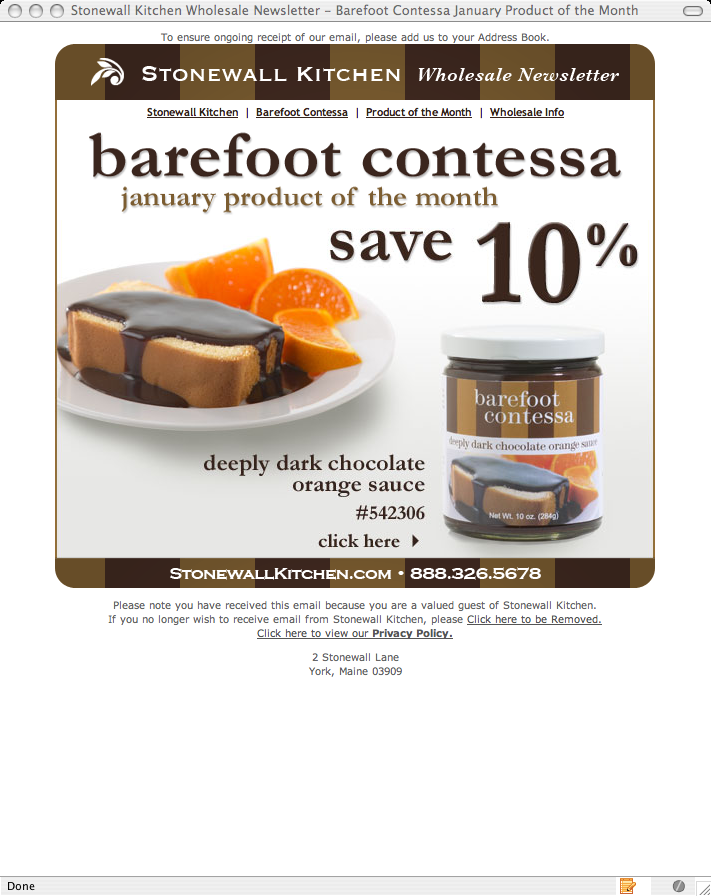 Stonewall Kitchen Wholesale Newsletter – Barefoot Contessa January Product of the Month
To ensure ongoing receipt of our email, please add us to your Address Book.
Stonewall Kitchen Wholesale Newsletter
Stonewall Kitchen | Barefoot Contessa | Product of the Month | Wholesale Info
barefoot contessa
january product of the month
save 10%
barefoot
contessa
deeply dark chocolate orange sauce
Net Wt. 10 oz. (284g)
deeply dark chocolate
orange sauce
#542306
click here
StonewallKitchen.com • 888.326.5678
Please note you have received this email because you are a valued guest of Stonewall Kitchen.
If you no longer wish to receive email from Stonewall Kitchen, please Click here to be Removed.
Click here to view our Privacy Policy.
2 Stonewall Lane
York, Maine 03909
Done